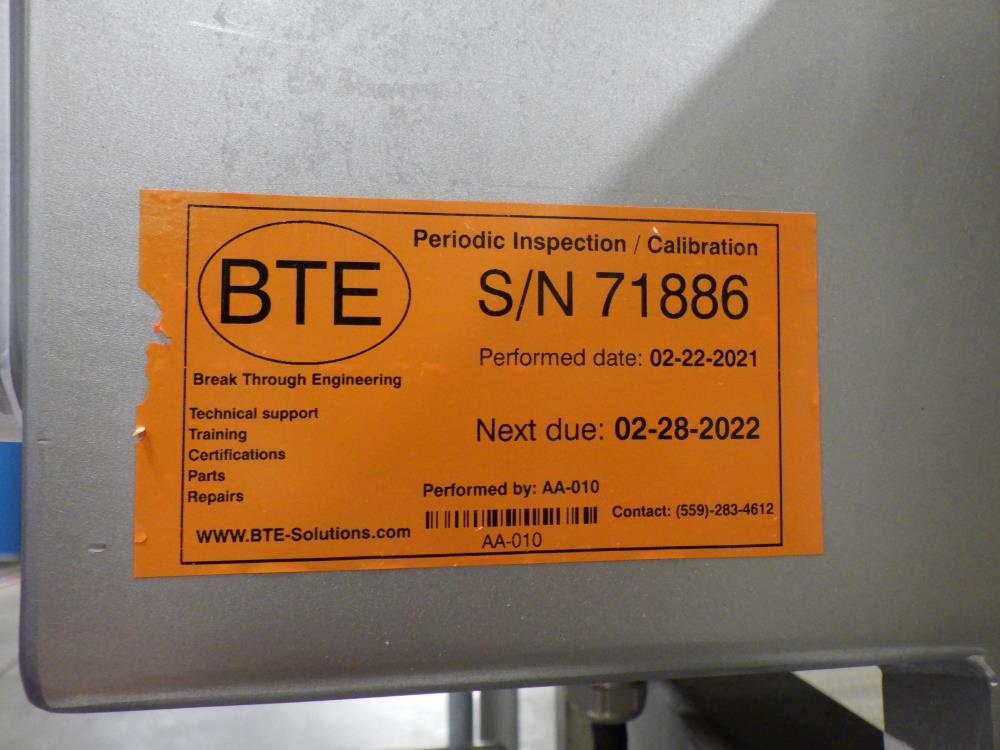 BTE
Break Through Engineering
Technical support
Training
Certifications
Parts
Repairs
WWW.BTE-Solutions.com
Periodic Inspection / Calibration
S/N 71886
Performed date: 02-22-2021
Next due: 02-28-2022
Performed by: AA-010
AA-010
Contact: (559)-283-4612